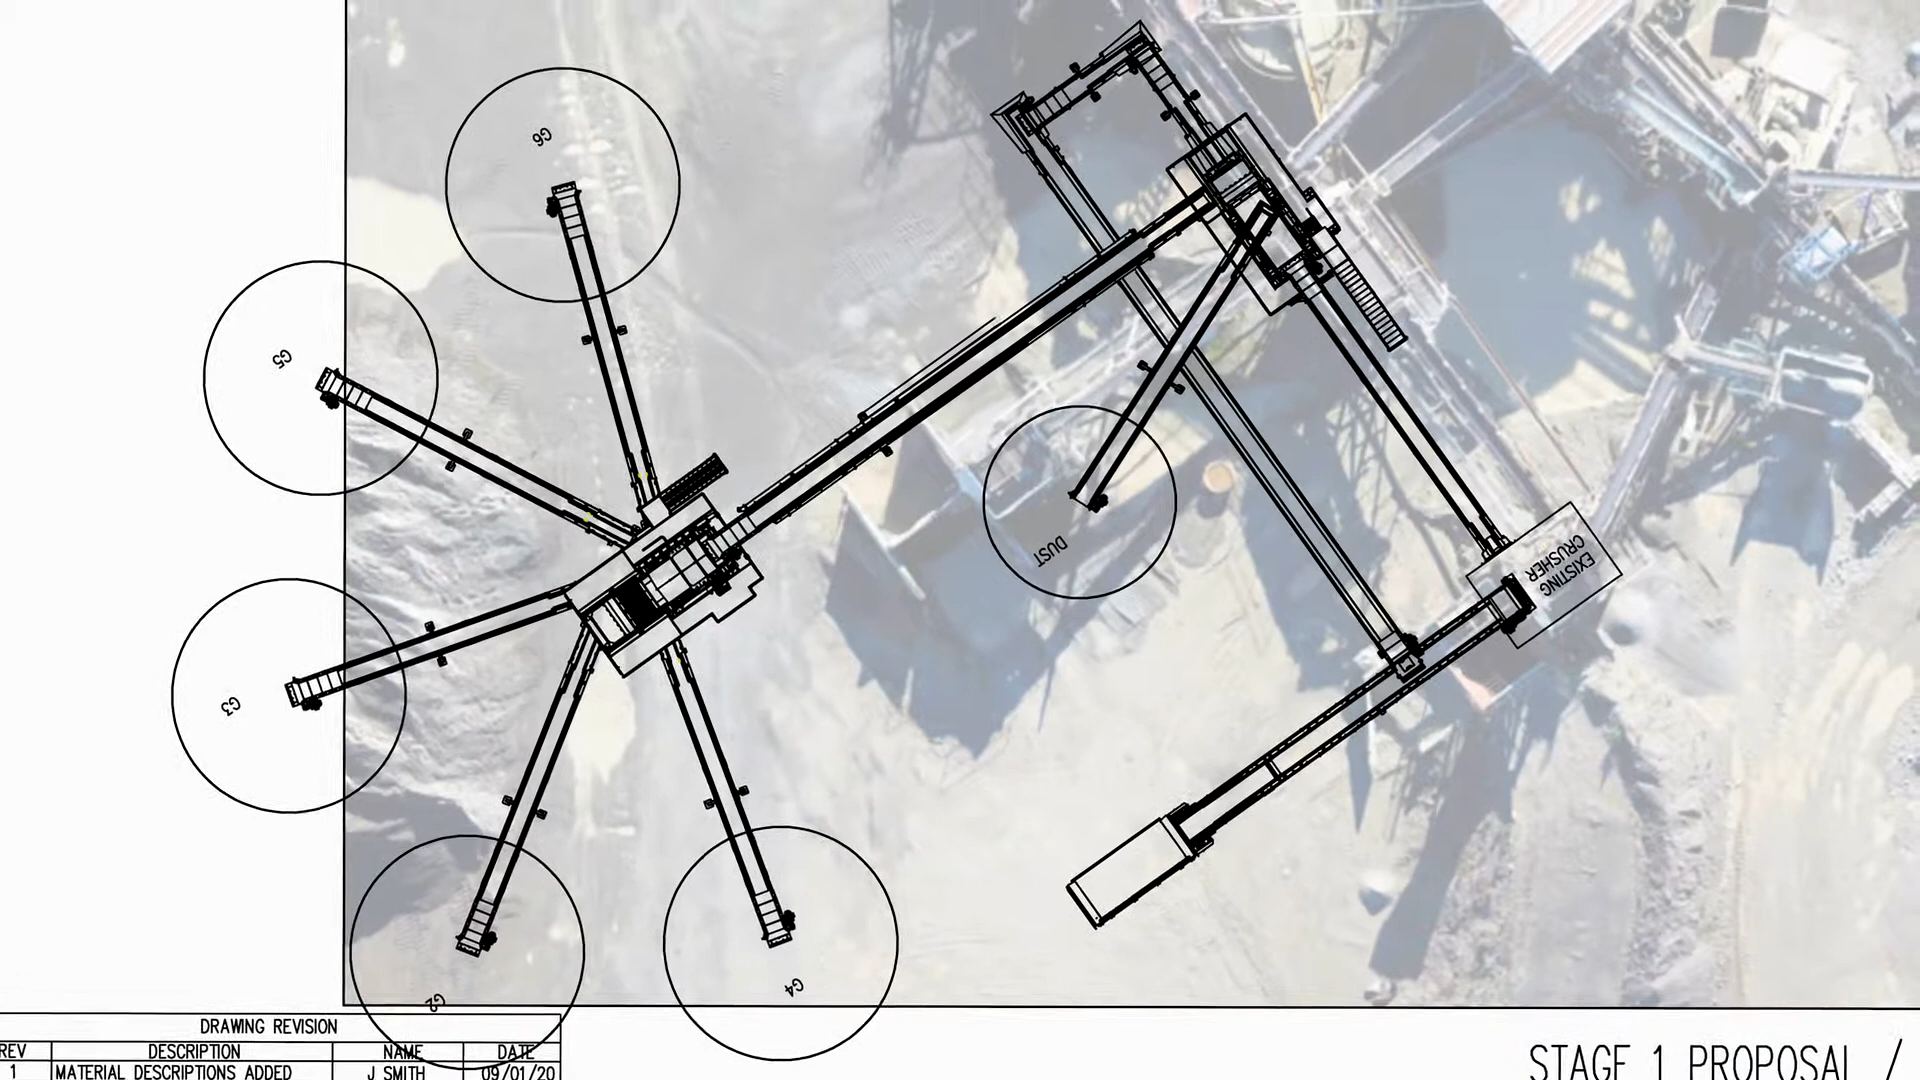 G6
G5
DUST
EXISTING
CRUSHER
G3
G4
G2
DRAWING REVISION
REV
DESCRIPTION
NAME
DATE
1
MATERIAL DESCRIPTIONS ADDED
J SMITH
09/01/20
STAGE 1 PROPOSAL /